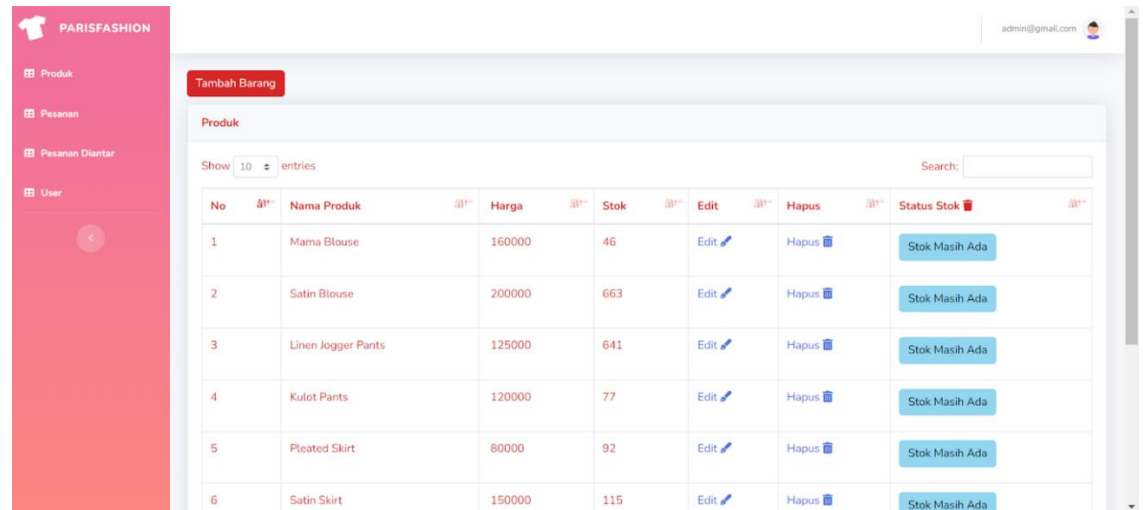 PARISFASHION
admin@gmail.com
Produk
Pesanan
Pesanan Diantar
User
Tambah Barang
Produk
Show 10 entries
Search:
No Nama Produk Harga Stok Edit Hapus Status Stok
1 Mama Blouse 160000 46 Edit Hapus Stok Masih Ada
2 Satin Blouse 200000 663 Edit Hapus Stok Masih Ada
3 Linen Jogger Pants 125000 641 Edit Hapus Stok Masih Ada
4 Kulot Pants 120000 77 Edit Hapus Stok Masih Ada
5 Pleated Skirt 80000 92 Edit Hapus Stok Masih Ada
6 Satin Skirt 150000 115 Edit Hapus Stok Masih Ada